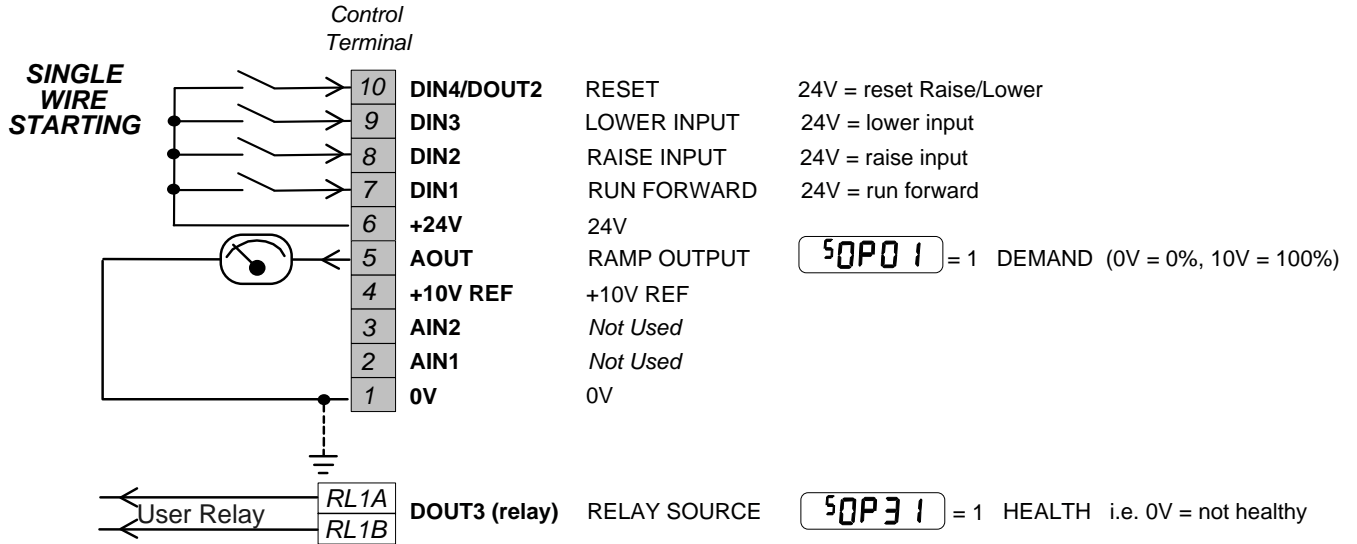 Control
Terminal
SINGLE
WIRE
STARTING
10 DIN4/DOUT2 RESET 24V = reset Raise/Lower
9 DIN3 LOWER INPUT 24V = lower input
8 DIN2 RAISE INPUT 24V = raise input
7 DIN1 RUN FORWARD 24V = run forward
6 +24V 24V
5 AOUT RAMP OUTPUT SOP01 = 1 DEMAND (0V = 0%, 10V = 100%)
4 +10V REF +10V REF
3 AIN2 Not Used
2 AIN1 Not Used
1 0V 0V
User Relay RL1A DOUT3 (relay) RELAY SOURCE SOP31 = 1 HEALTH i.e. 0V = not healthy
RL1B